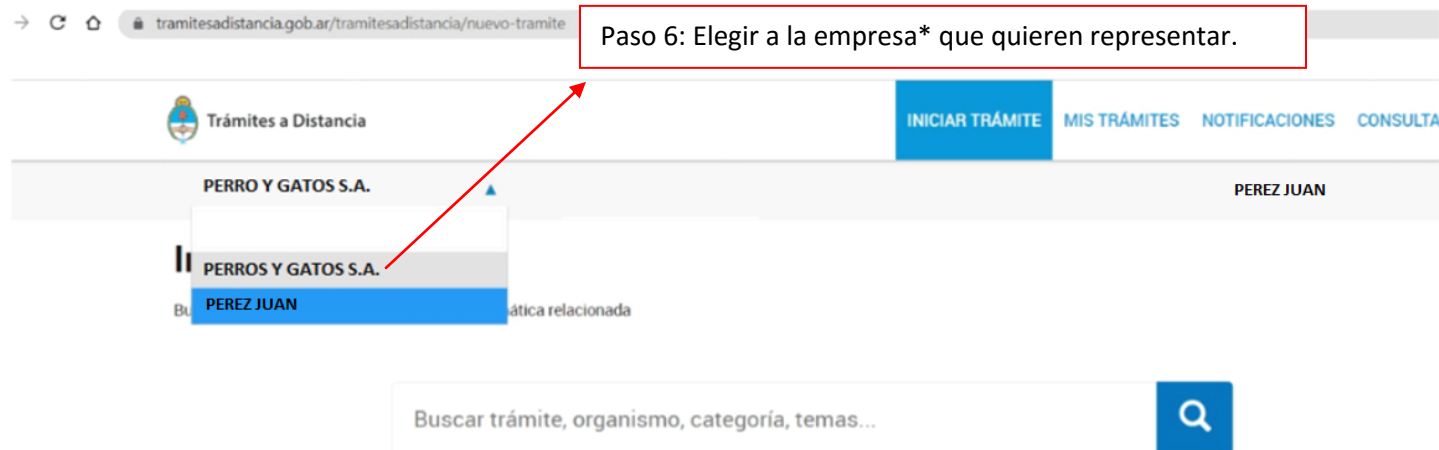 tramitesadistancia.gob.ar/tramitesadistancia/nuevo-tramite
Paso 6: Elegir a la empresa* que quieren representar.
Trámites a Distancia
INICIAR TRÁMITE MIS TRÁMITES NOTIFICACIONES CONSULTA
PERRO Y GATOS S.A. PEREZ JUAN
PERROS Y GATOS S.A.
PEREZ JUAN
relacionada
Buscar trámite, organismo, categoría, temas...